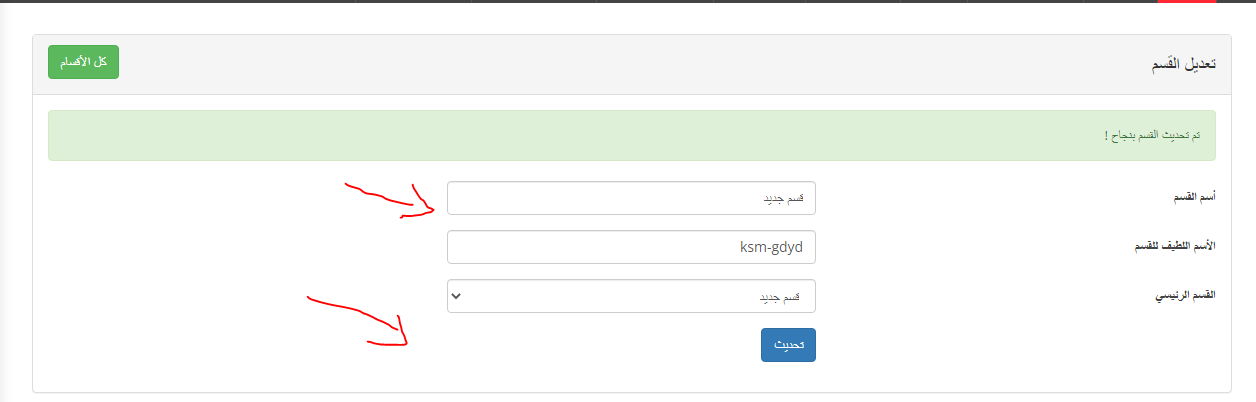 تعديل القسم
كل الأقسام
تم تحديث القسم بنجاح !
أسم القسم
قسم جديد
الأسم اللطيف للقسم
ksm-gdyd
القسم الرئيسي
قسم جديد
تحديث